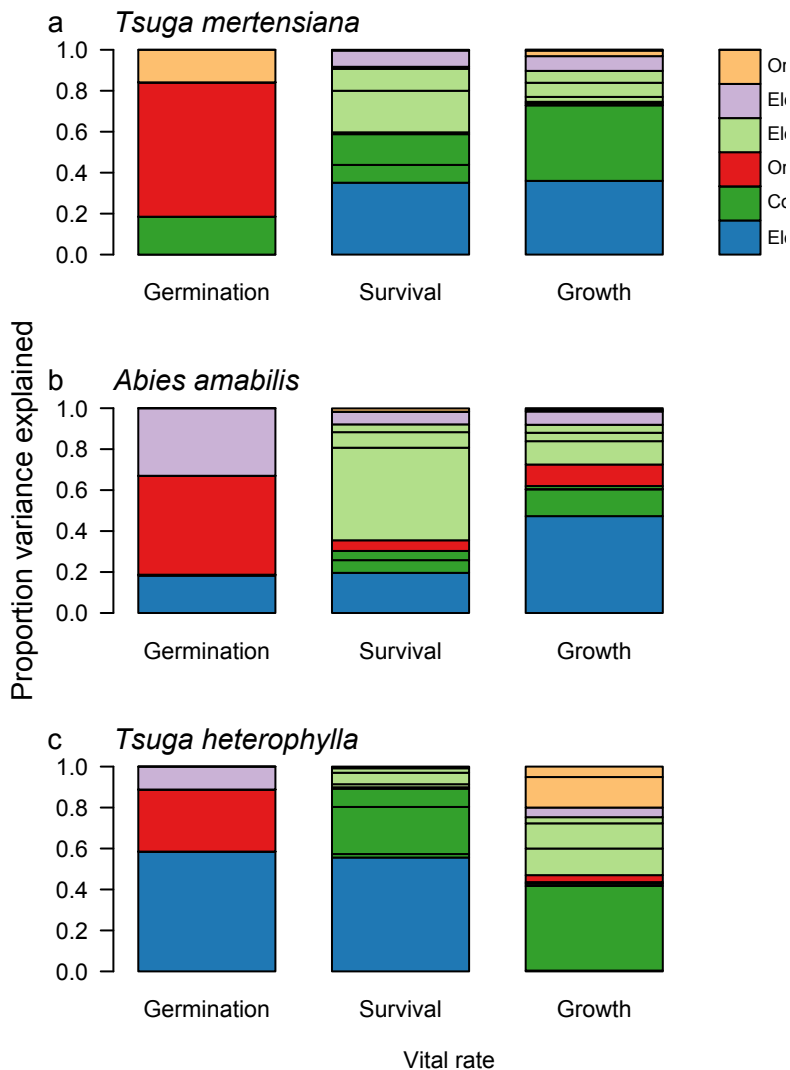 a Tsuga mertensiana
1.0
0.8
0.6
0.4
0.2
0.0
Germination Survival Growth
Proportion variance explained
b Abies amabilis
1.0
0.8
0.6
0.4
0.2
0.0
Germination Survival Growth
c Tsuga heterophylla
1.0
0.8
0.6
0.4
0.2
0.0
Germination Survival Growth
Vital rate